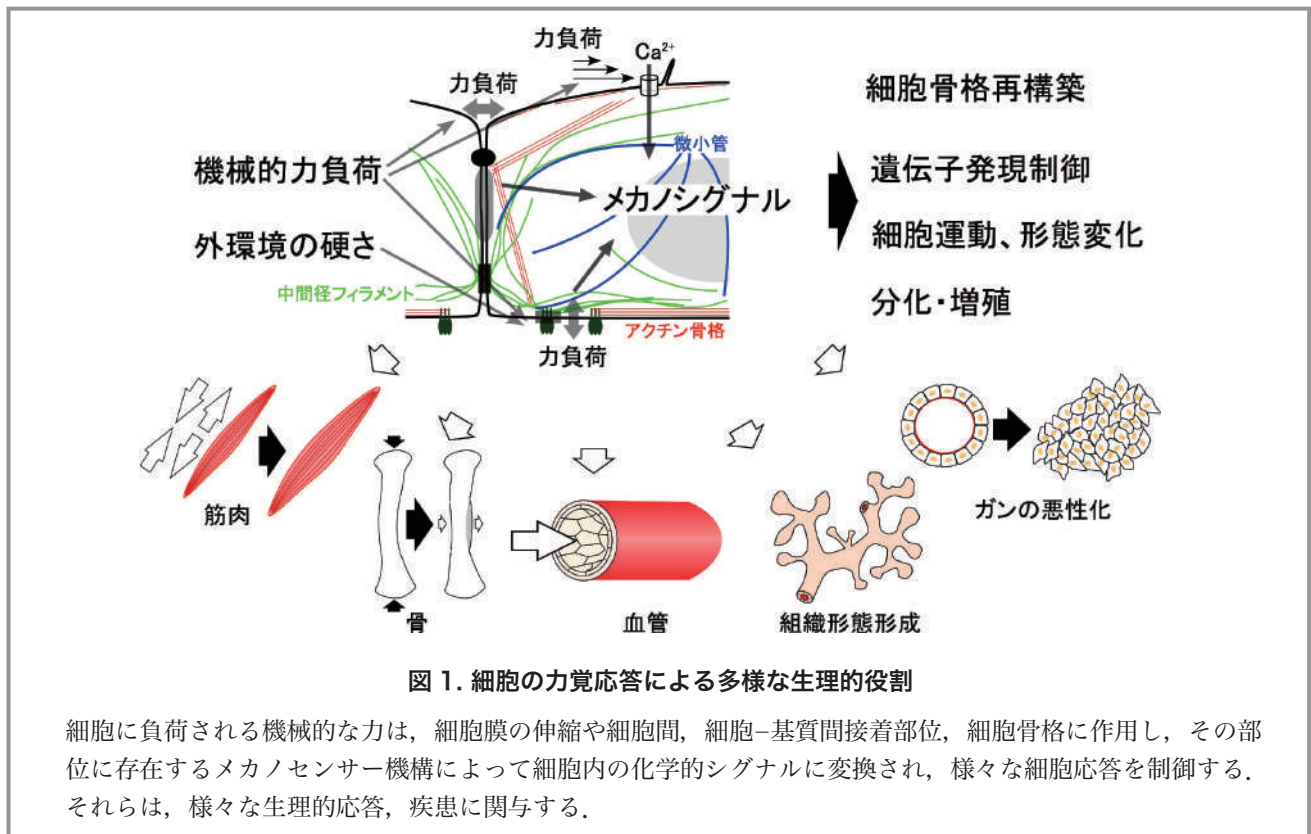 力負荷
Ca²⁺
力負荷
細胞骨格再構築
微小管
機械的力負荷
遺伝子発現制御
メカノシグナル
外環境の硬さ
細胞運動、形態変化
中間径フィラメント
分化・増殖
アクチン骨格
力負荷
筋肉
ガンの悪性化
骨
血管
組織形態形成
図 1. 細胞の力覚応答による多様な生理的役割
細胞に負荷される機械的な力は，細胞膜の伸縮や細胞間，細胞–基質間接着部位，細胞骨格に作用し，その部
位に存在するメカノセンサー機構によって細胞内の化学的シグナルに変換され，様々な細胞応答を制御する．
それらは，様々な生理的応答，疾患に関与する．